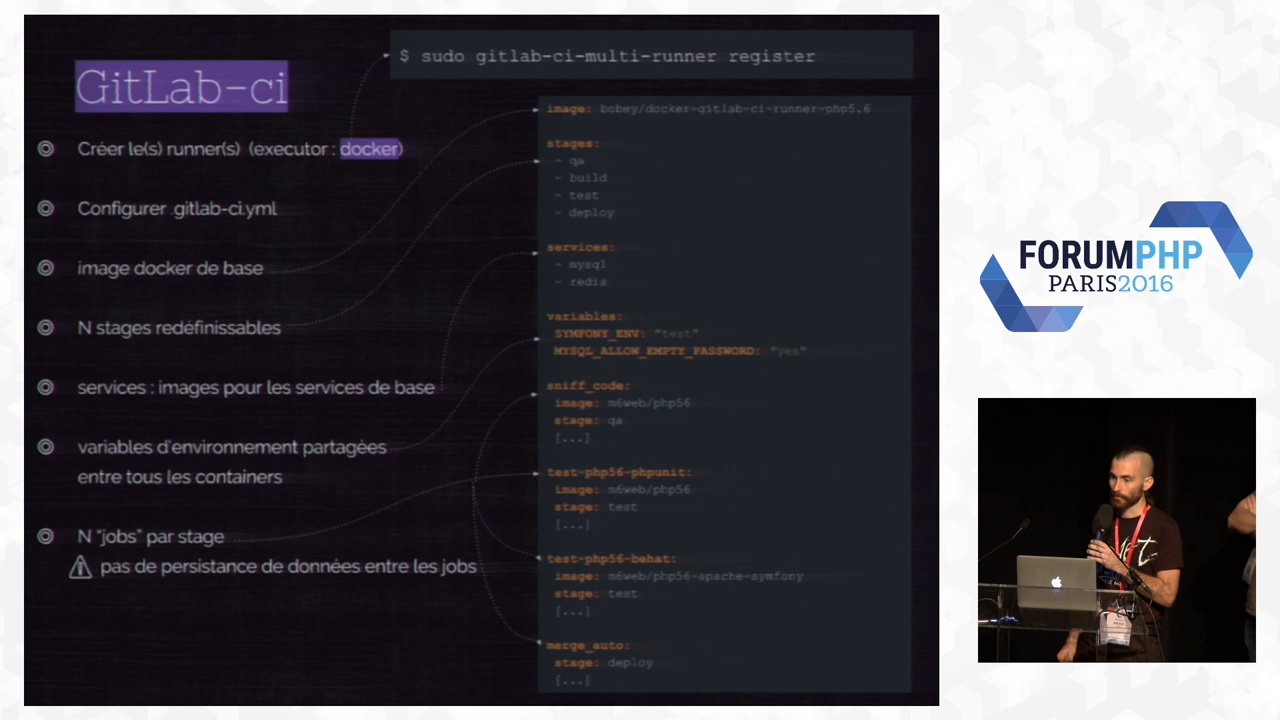 $ sudo gitlab-ci-multi-runner register
GitLab-ci
Créer le(s) runner(s) (executor : docker)
Configurer .gitlab-ci.yml
image docker de base
N stages redéfinissables
services : images pour les services de base
variables d'environnement partagées
entre tous les containers
N "jobs" par stage
pas de persistance de données entre les jobs
image: bobey/docker-gitlab-ci-runner-php5.6
stages:
- qa
- build
- test
- deploy
services:
- mysql
- redis
variables:
SYMFONY_ENV: "test"
MYSQL_ALLOW_EMPTY_PASSWORD: "yes"
sniff_code:
image: m6web/php56
stage: qa
[...]
test-php56-phpunit:
image: m6web/php56
stage: test
[...]
test-php56-behat:
image: m6web/php56-apache-symfony
stage: test
[...]
merge_auto:
stage: deploy
[...]
FORUMPHP
PARIS2016